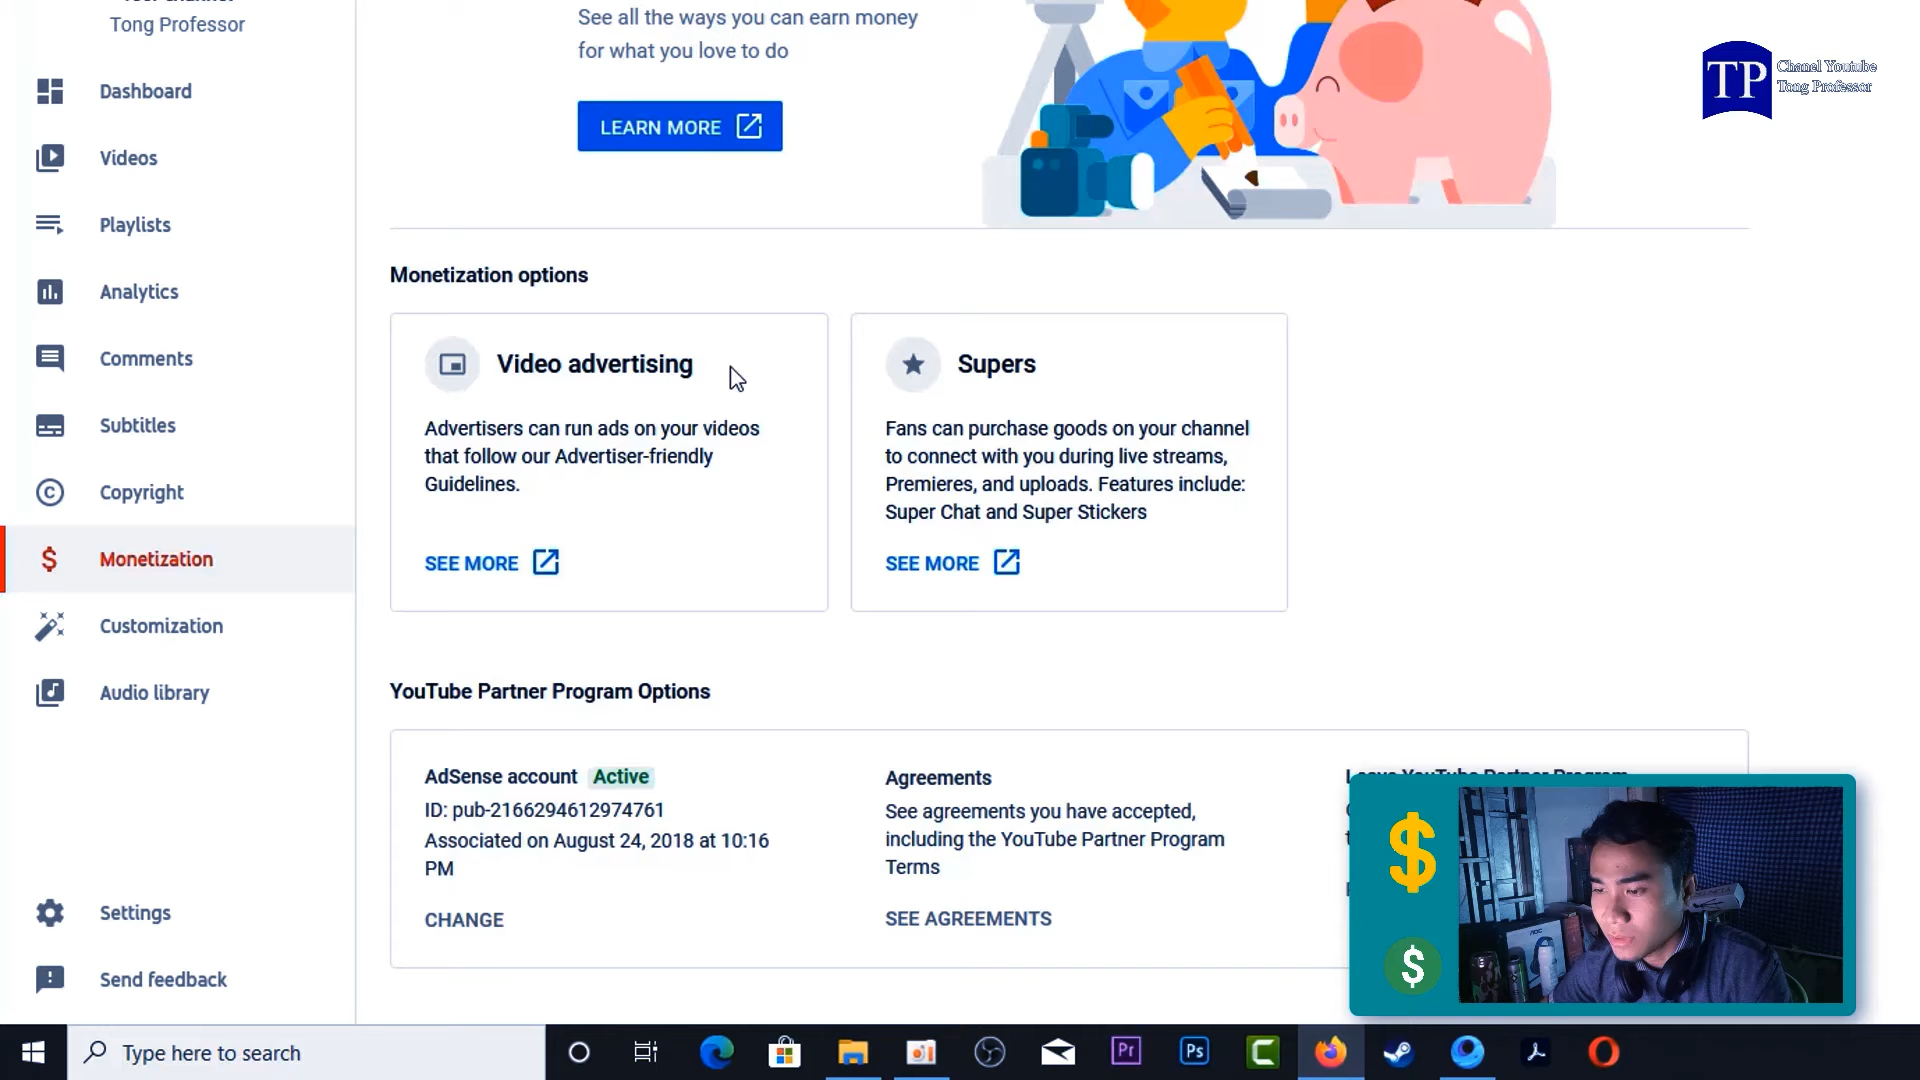 Tong Professor
Dashboard
Videos
Playlists
Analytics
Comments
Subtitles
Copyright
Monetization
Customization
Audio library
Settings
Send feedback
See all the ways you can earn money
for what you love to do
LEARN MORE
TP
Chanel Youtube
Tong Professor
Monetization options
Video advertising
Advertisers can run ads on your videos
that follow our Advertiser-friendly
Guidelines.
SEE MORE
Supers
Fans can purchase goods on your channel
to connect with you during live streams,
Premieres, and uploads. Features include:
Super Chat and Super Stickers
SEE MORE
YouTube Partner Program Options
AdSense account Active
ID: pub-2166294612974761
Associated on August 24, 2018 at 10:16
PM
CHANGE
Agreements
See agreements you have accepted,
including the YouTube Partner Program
Terms
SEE AGREEMENTS
$
$
AOC
Type here to search
Pr
Ps